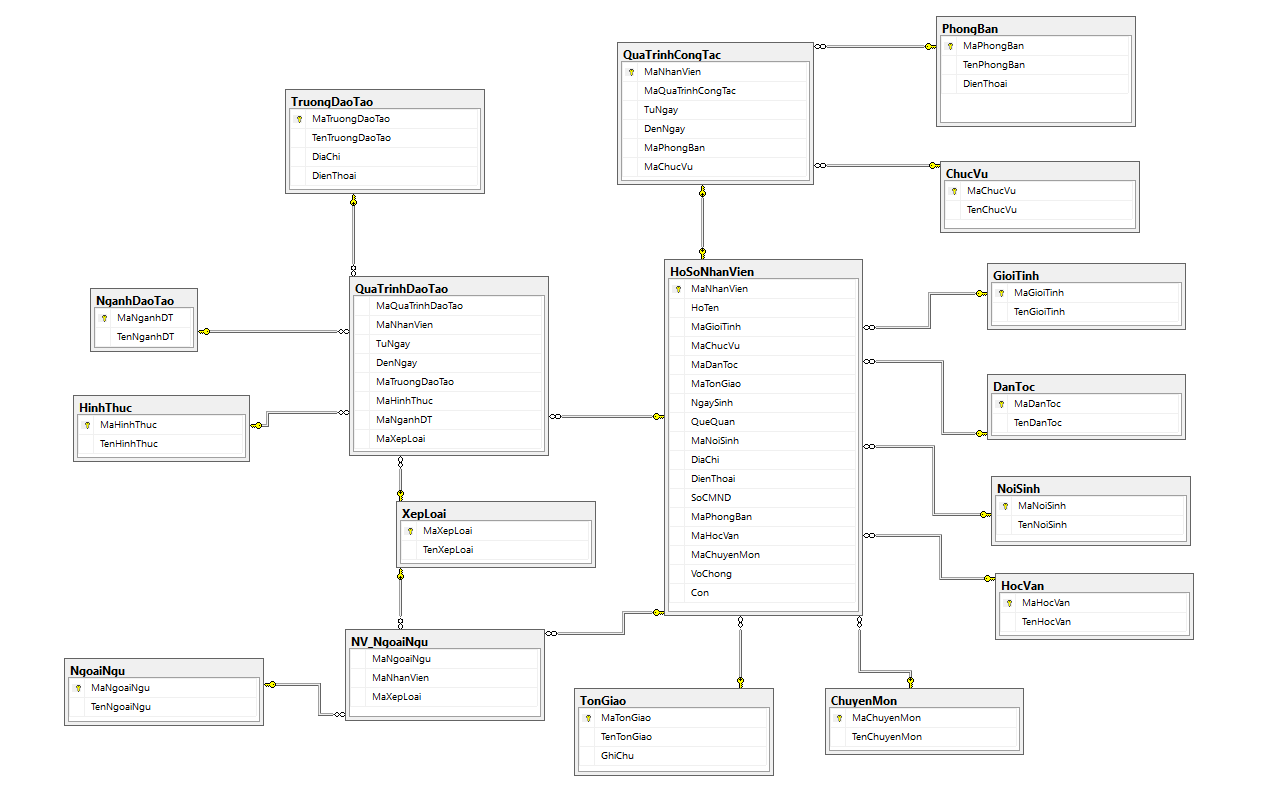 PhongBan
MaPhongBan
TenPhongBan
DienThoai
QuaTrinhCongTac
MaNhanVien
MaQuaTrinhCongTac
TuNgay
DenNgay
MaPhongBan
MaChucVu
TruongDaoTao
MaTruongDaoTao
TenTruongDaoTao
DiaChi
DienThoai
ChucVu
MaChucVu
TenChucVu
HoSoNhanVien
MaNhanVien
HoTen
MaGioiTinh
MaChucVu
MaDanToc
MaTonGiao
NgaySinh
QueQuan
MaNoiSinh
DiaChi
DienThoai
SoCMND
MaPhongBan
MaHocVan
MaChuyenMon
VoChong
Con
GioiTinh
MaGioiTinh
TenGioiTinh
QuaTrinhDaoTao
MaQuaTrinhDaoTao
MaNhanVien
TuNgay
DenNgay
MaTruongDaoTao
MaHinhThuc
MaNganhDT
MaXepLoai
NganhDaoTao
MaNganhDT
TenNganhDT
DanToc
MaDanToc
TenDanToc
HinhThuc
MaHinhThuc
TenHinhThuc
NoiSinh
MaNoiSinh
TenNoiSinh
XepLoai
MaXepLoai
TenXepLoai
HocVan
MaHocVan
TenHocVan
NV_NgoaiNgu
MaNgoaiNgu
MaNhanVien
MaXepLoai
NgoaiNgu
MaNgoaiNgu
TenNgoaiNgu
TonGiao
MaTonGiao
TenTonGiao
GhiChu
ChuyenMon
MaChuyenMon
TenChuyenMon